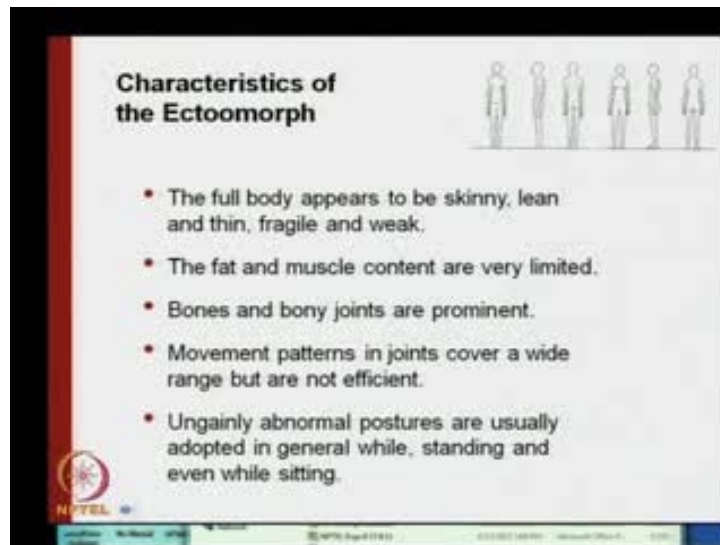 Characteristics of
the Ectoomorph
• The full body appears to be skinny, lean
and thin, fragile and weak.
• The fat and muscle content are very limited.
• Bones and bony joints are prominent.
• Movement patterns in joints cover a wide
range but are not efficient.
• Ungainly abnormal postures are usually
adopted in general while, standing and
even while sitting.
NPTEL